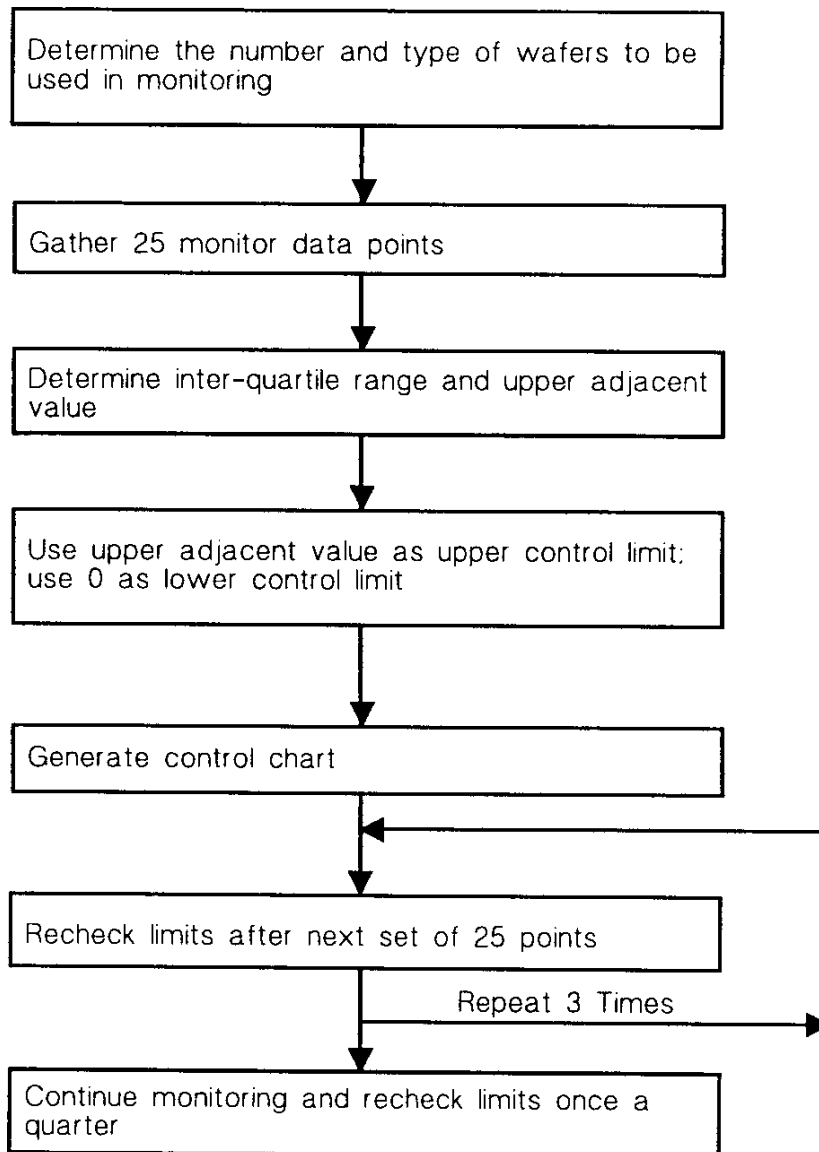 Determine the number and type of wafers to be
used in monitoring
Gather 25 monitor data points
Determine inter-quartile range and upper adjacent
value
Use upper adjacent value as upper control limit;
use 0 as lower control limit
Generate control chart
Recheck limits after next set of 25 points
Repeat 3 Times
Continue monitoring and recheck limits once a
quarter